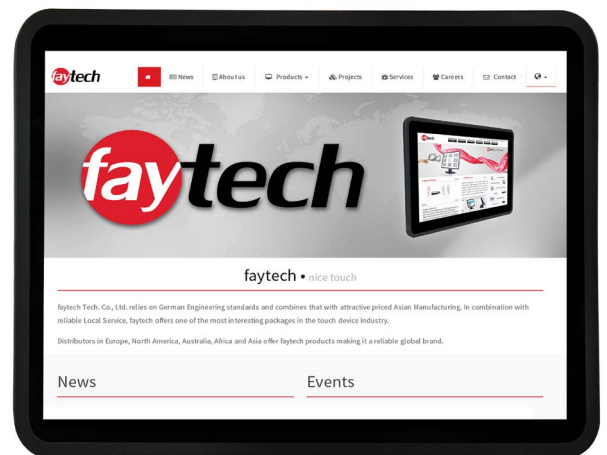 faytech
News
About us
Products
Projects
Services
Careers
Contact
faytech
faytech • nice touch
faytech Tech. Co., Ltd. relies on German Engineering standards and combines that with attractive priced Asian Manufacturing. In combination with
reliable Local Service, faytech offers one of the most interesting packages in the touch device industry.
Distributors in Europe, North America, Australia, Africa and Asia offer faytech products making it a reliable global brand.
News
Events